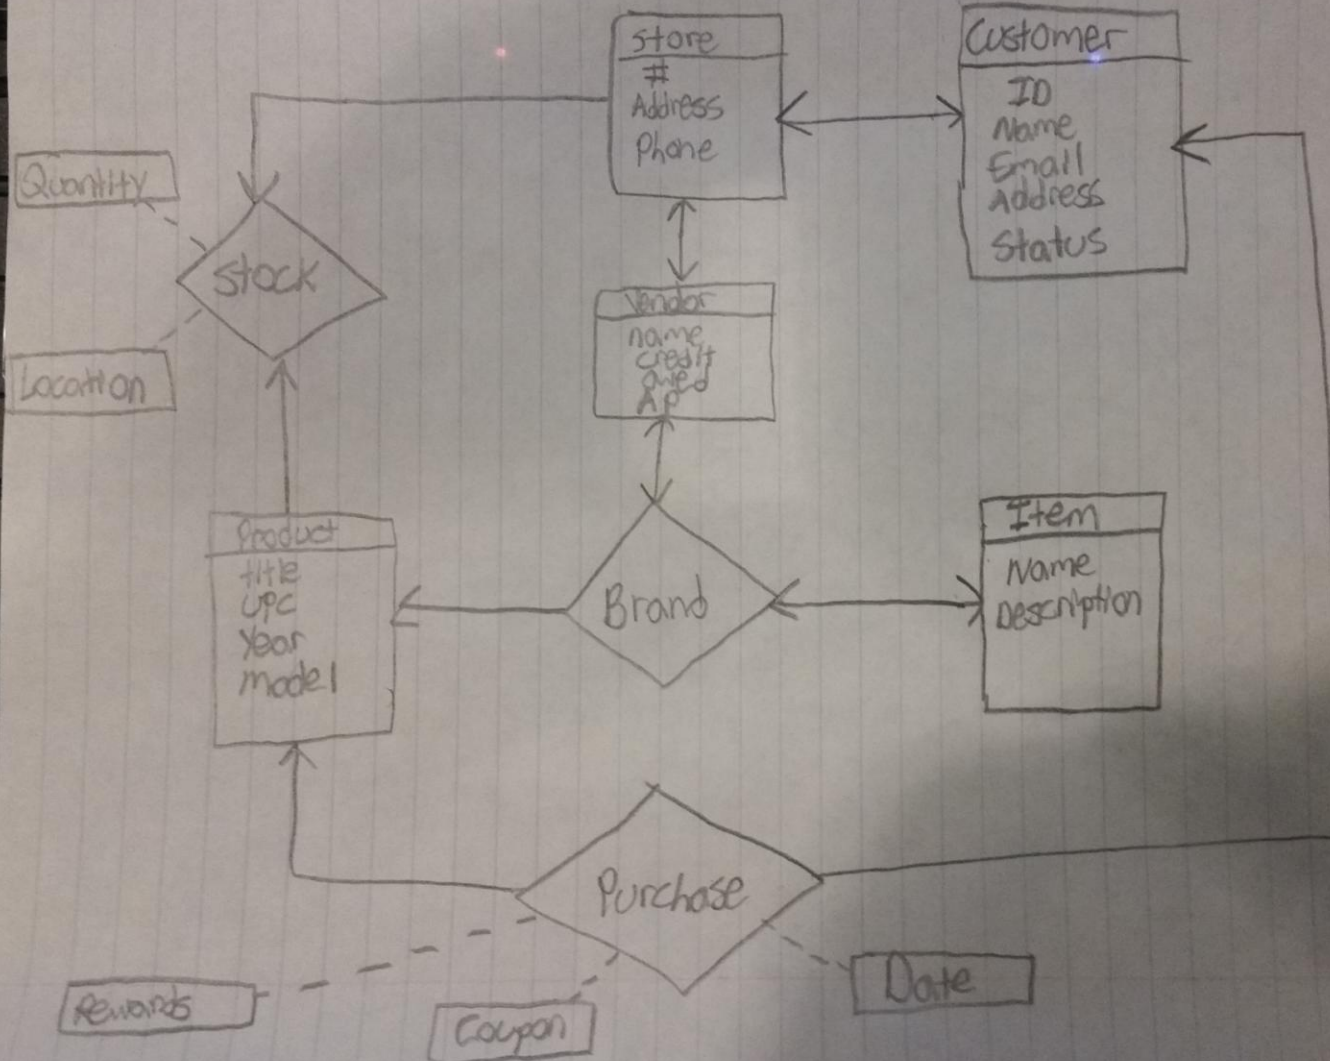 Store
#
Address
Phone
Customer
ID
Name
Email
Address
Status
Quantity
Stock
Location
Vendor
name
credit
owed
AP
Product
title
UPC
Year
model
Brand
Item
Name
Description
Purchase
Rewards
Coupon
Date